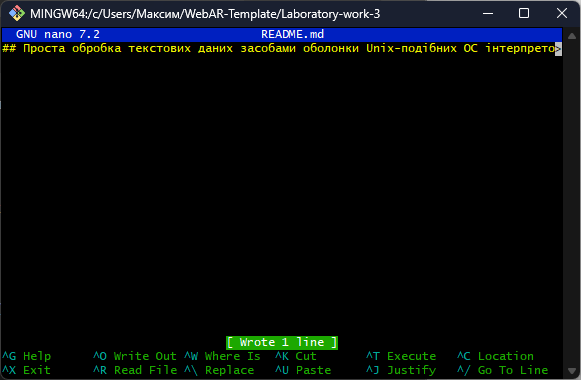 MINGW64:/c/Users/Максим/WebAR-Template/Laboratory-work-3
GNU nano 7.2 README.md
## Проста обробка текстових даних засобами оболонки Unix-подібних ОС інтерпрето>
[ Wrote 1 line ]
^G Help ^O Write Out ^W Where Is ^K Cut ^T Execute ^C Location
^X Exit ^R Read File ^\ Replace ^U Paste ^J Justify ^/ Go To Line